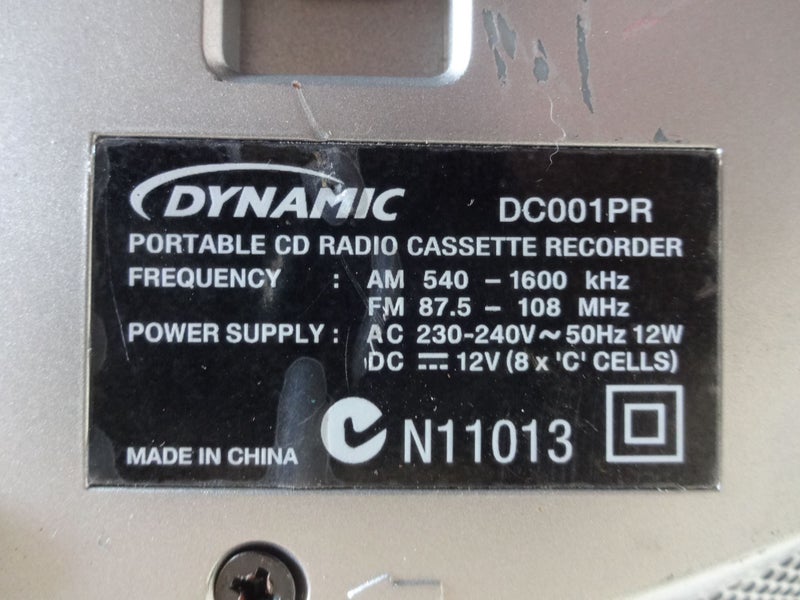 DYNAMIC DC001PR
PORTABLE CD RADIO CASSETTE RECORDER
FREQUENCY : AM 540 – 1600 kHz
FM 87.5 – 108 MHz
POWER SUPPLY : AC 230-240V ~ 50Hz 12W
DC ⎓ 12V (8 x 'C' CELLS)
MADE IN CHINA N11013